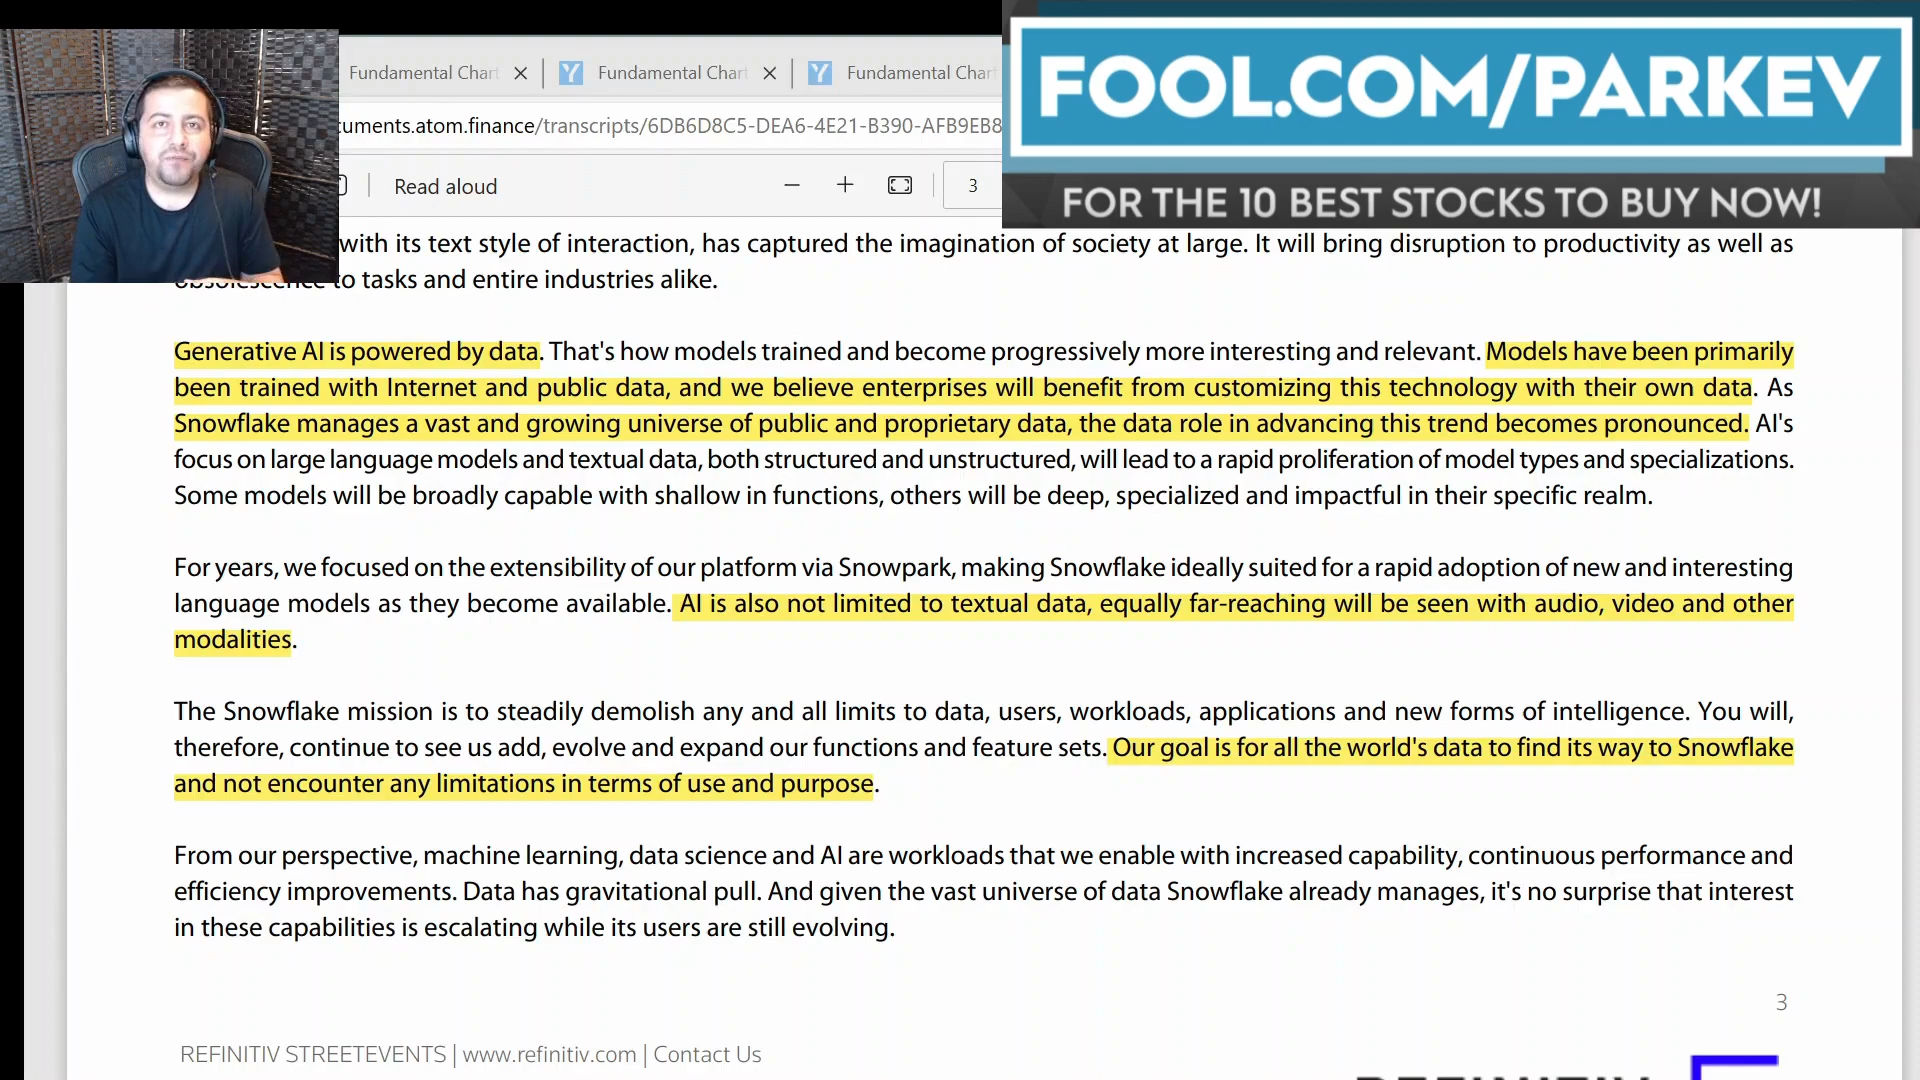 FOOL.COM/PARKEV
FOR THE 10 BEST STOCKS TO BUY NOW!
Fundamental Chart
Fundamental Chart
Fundamental Chart
cuments.atom.finance/transcripts/6DB6D8C5-DEA6-4E21-B390-AFB9EB8
Read aloud
3
with its text style of interaction, has captured the imagination of society at large. It will bring disruption to productivity as well as
obsolescence to tasks and entire industries alike.
Generative AI is powered by data. That's how models trained and become progressively more interesting and relevant. Models have been primarily
been trained with Internet and public data, and we believe enterprises will benefit from customizing this technology with their own data. As
Snowflake manages a vast and growing universe of public and proprietary data, the data role in advancing this trend becomes pronounced. AI's
focus on large language models and textual data, both structured and unstructured, will lead to a rapid proliferation of model types and specializations.
Some models will be broadly capable with shallow in functions, others will be deep, specialized and impactful in their specific realm.
For years, we focused on the extensibility of our platform via Snowpark, making Snowflake ideally suited for a rapid adoption of new and interesting
language models as they become available. AI is also not limited to textual data, equally far-reaching will be seen with audio, video and other
modalities.
The Snowflake mission is to steadily demolish any and all limits to data, users, workloads, applications and new forms of intelligence. You will,
therefore, continue to see us add, evolve and expand our functions and feature sets. Our goal is for all the world's data to find its way to Snowflake
and not encounter any limitations in terms of use and purpose.
From our perspective, machine learning, data science and AI are workloads that we enable with increased capability, continuous performance and
efficiency improvements. Data has gravitational pull. And given the vast universe of data Snowflake already manages, it's no surprise that interest
in these capabilities is escalating while its users are still evolving.
3
REFINITIV STREETEVENTS | www.refinitiv.com | Contact Us
REFINITIV